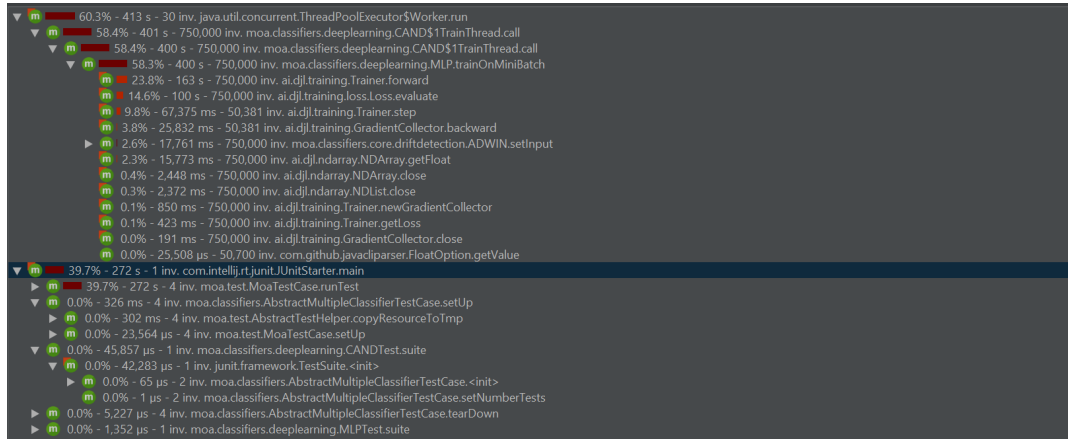 60.3% - 413 s - 30 inv. java.util.concurrent.ThreadPoolExecutor$Worker.run
58.4% - 401 s - 750,000 inv. moa.classifiers.deeplearning.CAND$1TrainThread.call
58.4% - 400 s - 750,000 inv. moa.classifiers.deeplearning.CAND$1TrainThread.call
58.3% - 400 s - 750,000 inv. moa.classifiers.deeplearning.MLP.trainOnMiniBatch
23.8% - 163 s - 750,000 inv. ai.djl.training.Trainer.forward
14.6% - 100 s - 750,000 inv. ai.djl.training.loss.Loss.evaluate
9.8% - 67,375 ms - 50,381 inv. ai.djl.training.Trainer.step
3.8% - 25,832 ms - 50,381 inv. ai.djl.training.GradientCollector.backward
2.6% - 17,761 ms - 750,000 inv. moa.classifiers.core.driftdetection.ADWIN.setInput
2.3% - 15,773 ms - 750,000 inv. ai.djl.ndarray.NDArray.getFloat
0.4% - 2,448 ms - 750,000 inv. ai.djl.ndarray.NDArray.close
0.3% - 2,372 ms - 750,000 inv. ai.djl.ndarray.NDList.close
0.1% - 850 ms - 750,000 inv. ai.djl.training.Trainer.newGradientCollector
0.1% - 423 ms - 750,000 inv. ai.djl.training.Trainer.getLoss
0.0% - 191 ms - 750,000 inv. ai.djl.training.GradientCollector.close
0.0% - 25,508 µs - 50,700 inv. com.github.javacliparser.FloatOption.getValue
39.7% - 272 s - 1 inv. com.intellij.rt.junit.JUnitStarter.main
39.7% - 272 s - 4 inv. moa.test.MoaTestCase.runTest
0.0% - 326 ms - 4 inv. moa.classifiers.AbstractMultipleClassifierTestCase.setUp
0.0% - 302 ms - 4 inv. moa.test.AbstractTestHelper.copyResourceToTmp
0.0% - 23,564 µs - 4 inv. moa.test.MoaTestCase.setUp
0.0% - 45,857 µs - 1 inv. moa.classifiers.deeplearning.CANDTest.suite
0.0% - 42,283 µs - 1 inv. junit.framework.TestSuite.<init>
0.0% - 65 µs - 2 inv. moa.classifiers.AbstractMultipleClassifierTestCase.<init>
0.0% - 1 µs - 2 inv. moa.classifiers.AbstractMultipleClassifierTestCase.setNumberTests
0.0% - 5,227 µs - 4 inv. moa.classifiers.AbstractMultipleClassifierTestCase.tearDown
0.0% - 1,352 µs - 1 inv. moa.classifiers.deeplearning.MLPTest.suite